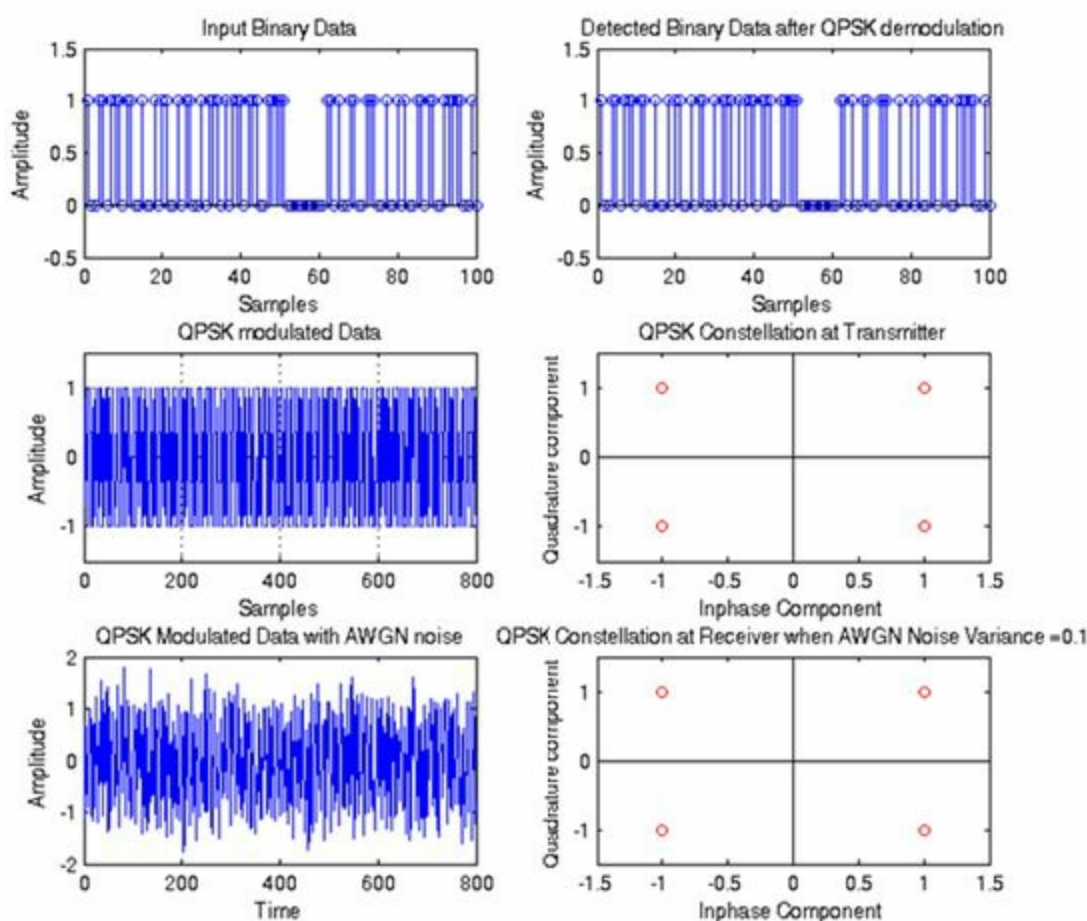 Input Binary Data
1.5
1
0.5
0
-0.5
Amplitude
0 20 40 60 80 100
Samples
Detected Binary Data after QPSK demodulation
1.5
1
0.5
0
-0.5
Amplitude
0 20 40 60 80 100
Samples
QPSK modulated Data
1
0
-1
Amplitude
0 200 400 600 800
Samples
QPSK Constellation at Transmitter
1
0
-1
Quadrature component
-1.5 -1 -0.5 0 0.5 1 1.5
Inphase Component
QPSK Modulated Data with AWGN noise
2
1
0
-1
-2
Amplitude
0 200 400 600 800
Time
QPSK Constellation at Receiver when AWGN Noise Variance =0.1
1
0
-1
Quadrature component
-1.5 -1 -0.5 0 0.5 1 1.5
Inphase Component